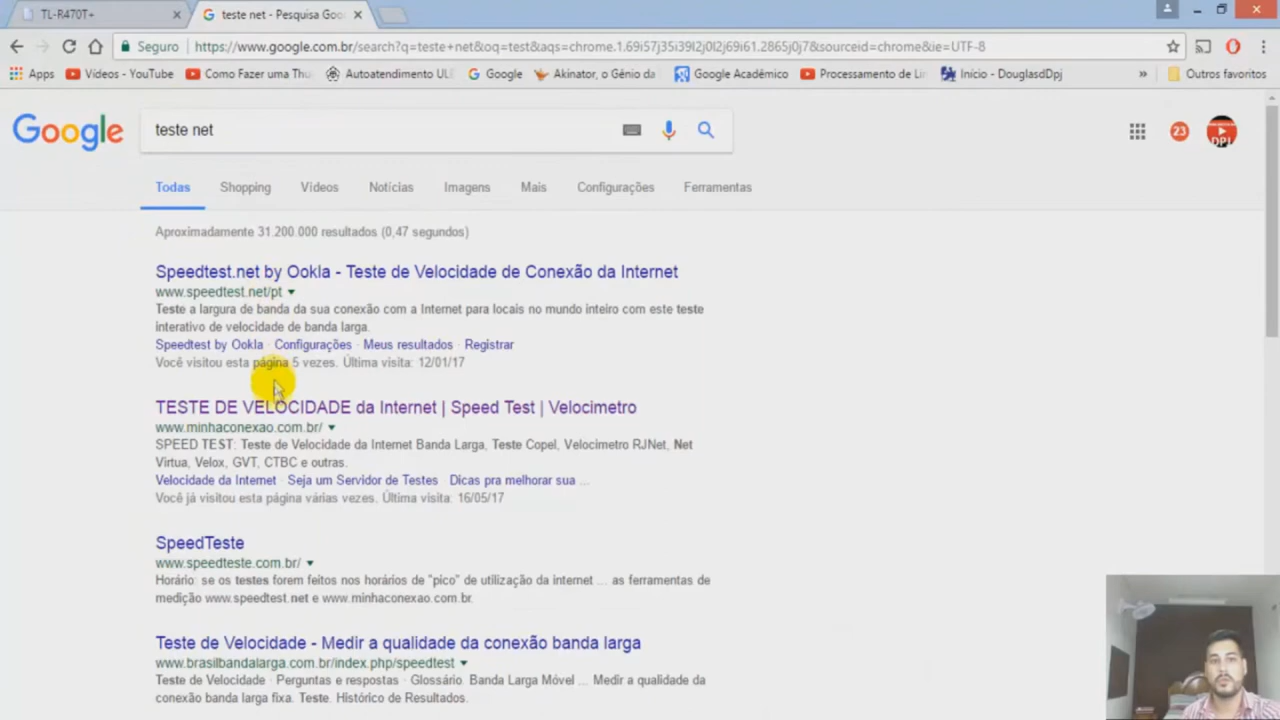 TL-R470T+
teste net - Pesquisa Goo
Seguro
https://www.google.com.br/search?q=teste+net&oq=test&aqs=chrome.1.69i57j35i39l2j0l2j69i61.2865j0j7&sourceid=chrome&ie=UTF-8
Apps
Vídeos - YouTube
Como Fazer uma Thu
Autoatendimento UL
Google
Akinator, o Gênio da
Google Acadêmico
Processamento de Li
Início - DouglasdDpj
»
Outros favoritos
Google
teste net
23
DPJ
Todas
Shopping
Vídeos
Notícias
Imagens
Mais
Configurações
Ferramentas
Aproximadamente 31.200.000 resultados (0,47 segundos)
Speedtest.net by Ookla - Teste de Velocidade de Conexão da Internet
www.speedtest.net/pt
Teste a largura de banda da sua conexão com a Internet para locais no mundo inteiro com este teste
interativo de velocidade de banda larga.
Speedtest by Ookla · Configurações · Meus resultados · Registrar
Você visitou esta página 5 vezes. Última visita: 12/01/17
TESTE DE VELOCIDADE da Internet | Speed Test | Velocimetro
www.minhaconexao.com.br/
SPEED TEST: Teste de Velocidade da Internet Banda Larga, Teste Copel, Velocimetro RJNet, Net
Virtua, Velox, GVT, CTBC e outras.
Velocidade da Internet · Seja um Servidor de Testes · Dicas pra melhorar sua ...
Você já visitou esta página várias vezes. Última visita: 16/05/17
SpeedTeste
www.speedteste.com.br/
Horário: se os testes forem feitos nos horários de "pico" de utilização da internet ... as ferramentas de
medição www.speedtest.net e www.minhaconexao.com.br.
Teste de Velocidade - Medir a qualidade da conexão banda larga
www.brasilbandalarga.com.br/index.php/speedtest
Teste de Velocidade · Perguntas e respostas · Glossário. Banda Larga Móvel ... Medir a qualidade da
conexão banda larga fixa. Teste. Histórico de Resultados.